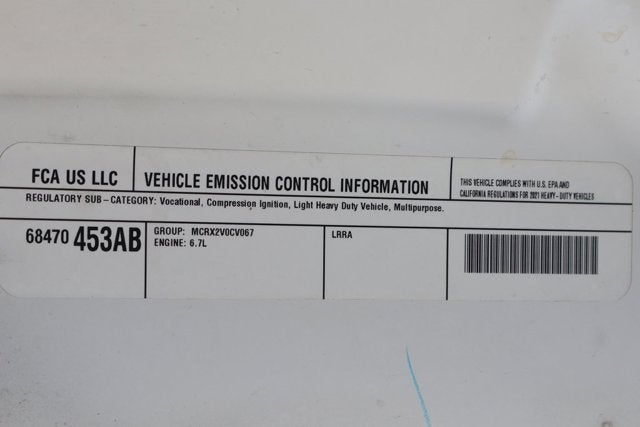 FCA US LLC
VEHICLE EMISSION CONTROL INFORMATION
THIS VEHICLE COMPLIES WITH U.S. EPA AND
CALIFORNIA REGULATIONS FOR 2021 HEAVY-DUTY VEHICLES
REGULATORY SUB-CATEGORY: Vocational, Compression Ignition, Light Heavy Duty Vehicle, Multipurpose.
68470 453AB
GROUP: MCRX2V0CV067
ENGINE: 6.7L
LRRA